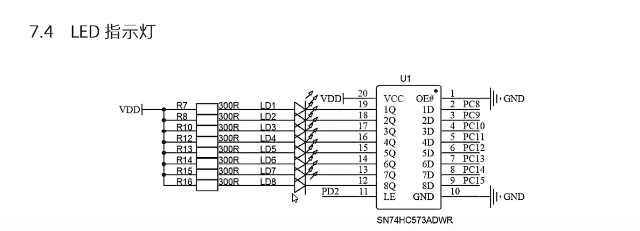 7.4 LED 指示灯
U1
VDD 20 VCC OE# 1 GND
R7 300R LD1 19 1Q 1D 2 PC8
VDD R8 300R LD2 18 2Q 2D 3 PC9
R10 300R LD3 17 3Q 3D 4 PC10
R12 300R LD4 16 4Q 4D 5 PC11
R13 300R LD5 15 5Q 5D 6 PC12
R14 300R LD6 14 6Q 6D 7 PC13
R15 300R LD7 13 7Q 7D 8 PC14
R16 300R LD8 12 8Q 8D 9 PC15
PD2 11 LE GND 10 GND
SN74HC573ADWR